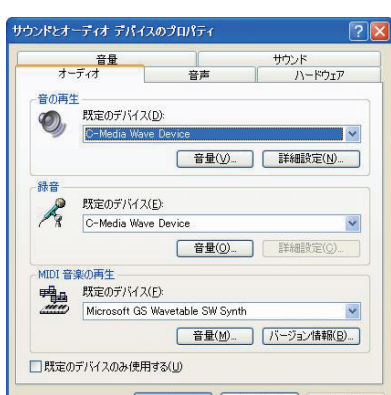 サウンドとオーディオ デバイスのプロパティ
音量 サウンド
オーディオ 音声 ハードウェア
音の再生
既定のデバイス(D):
C-Media Wave Device
音量(V)... 詳細設定(N)...
録音
既定のデバイス(E):
C-Media Wave Device
音量(O)... 詳細設定(C)...
MIDI 音楽の再生
既定のデバイス(F):
Microsoft GS Wavetable SW Synth
音量(M)... バージョン情報(B)...
既定のデバイスのみ使用する(U)